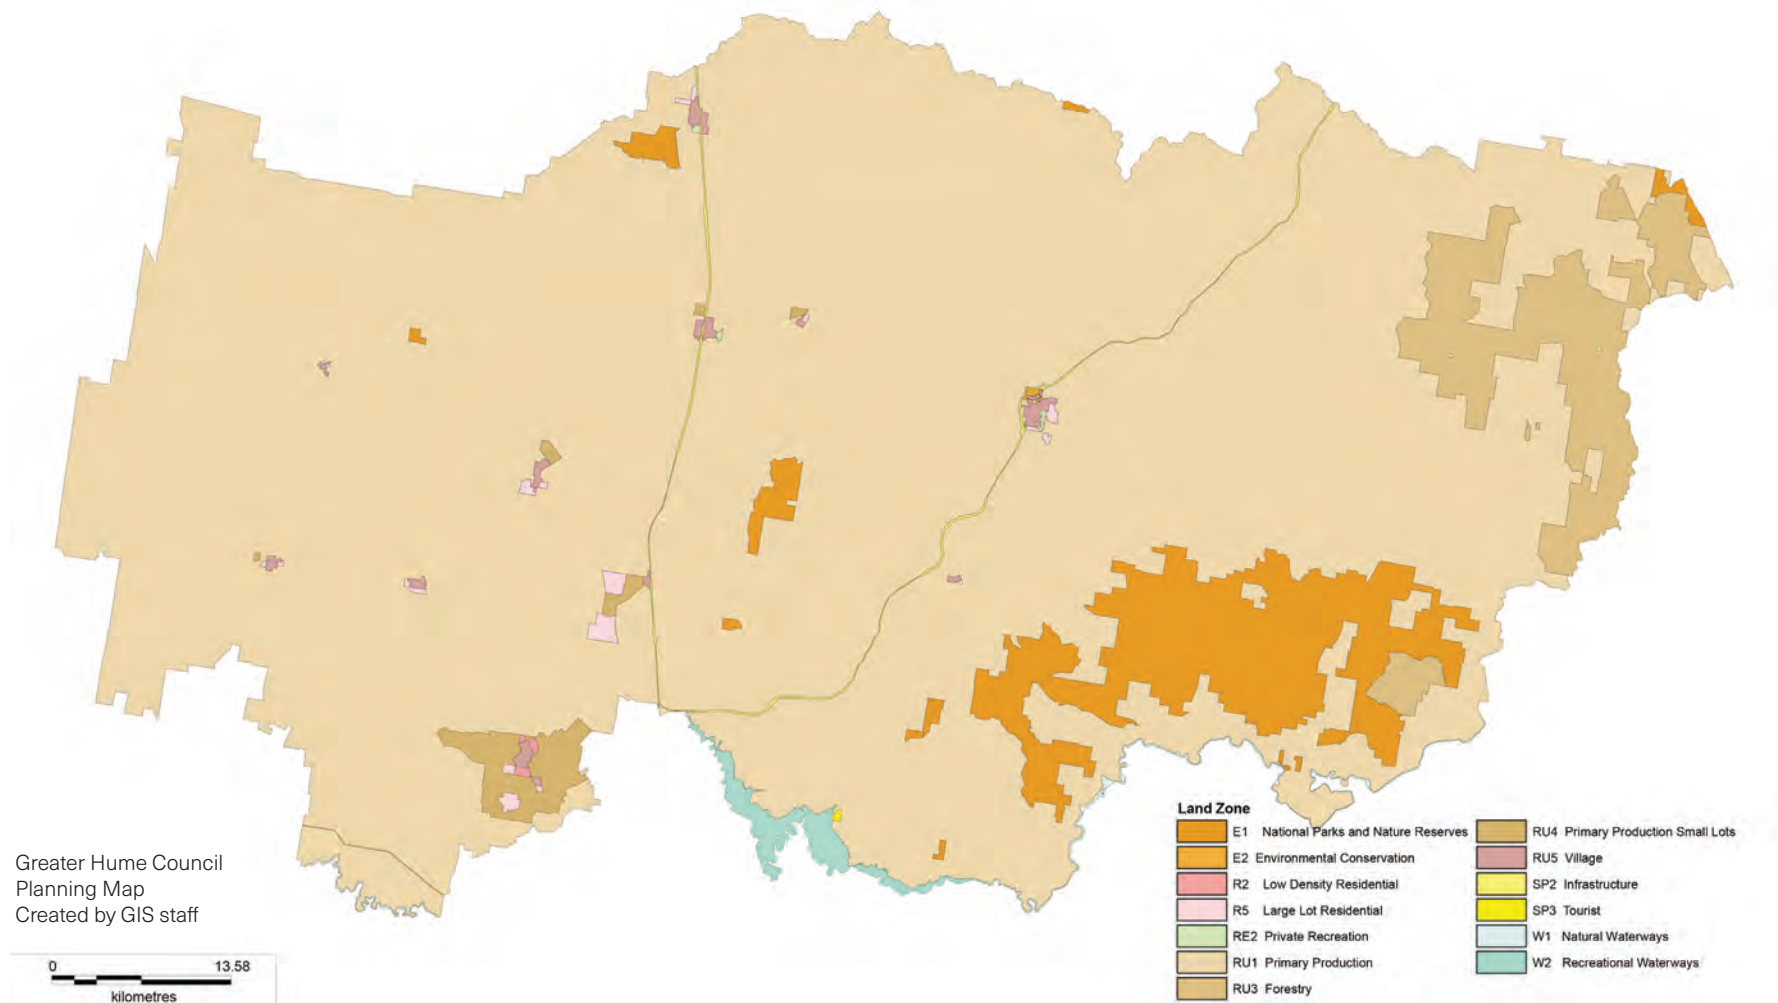 Greater Hume Council
Planning Map
Created by GIS staff
0 13.58
kilometres
Land Zone
E1 National Parks and Nature Reserves
E2 Environmental Conservation
R2 Low Density Residential
R5 Large Lot Residential
RE2 Private Recreation
RU1 Primary Production
RU3 Forestry
RU4 Primary Production Small Lots
RU5 Village
SP2 Infrastructure
SP3 Tourist
W1 Natural Waterways
W2 Recreational Waterways